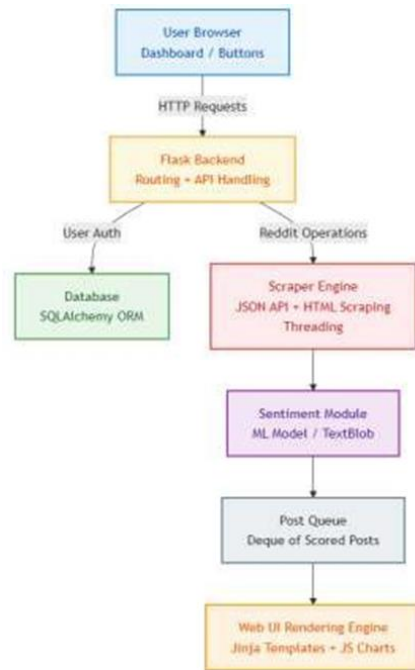 User Browser
Dashboard / Buttons
HTTP Requests
Flask Backend
Routing + API Handling
User Auth
Reddit Operations
Database
SQLAlchemy ORM
Scraper Engine
JSON API + HTML Scraping
Threading
Sentiment Module
ML Model / TextBlob
Post Queue
Deque of Scored Posts
Web UI Rendering Engine
Jinja Templates + JS Charts